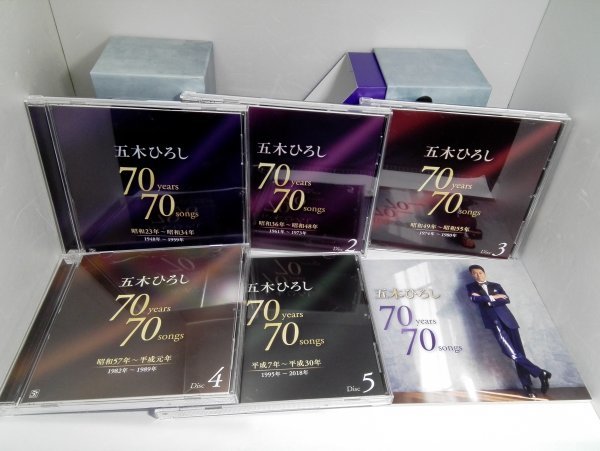 五木ひろし
70 years
70 songs
昭和23年～昭和34年
1948年～1959年
五木ひろし
70 years
70 songs
昭和36年～昭和48年
1961年～1973年
Disc 2
五木ひろし
70 years
70 songs
昭和49年～昭和55年
1974年～1980年
Disc 3
五木ひろし
70 years
70 songs
昭和57年～平成元年
1982年～1989年
Disc 4
五木ひろし
70 years
70 songs
平成7年～平成30年
1995年～2018年
Disc 5
五木ひろし
70 years
70 songs